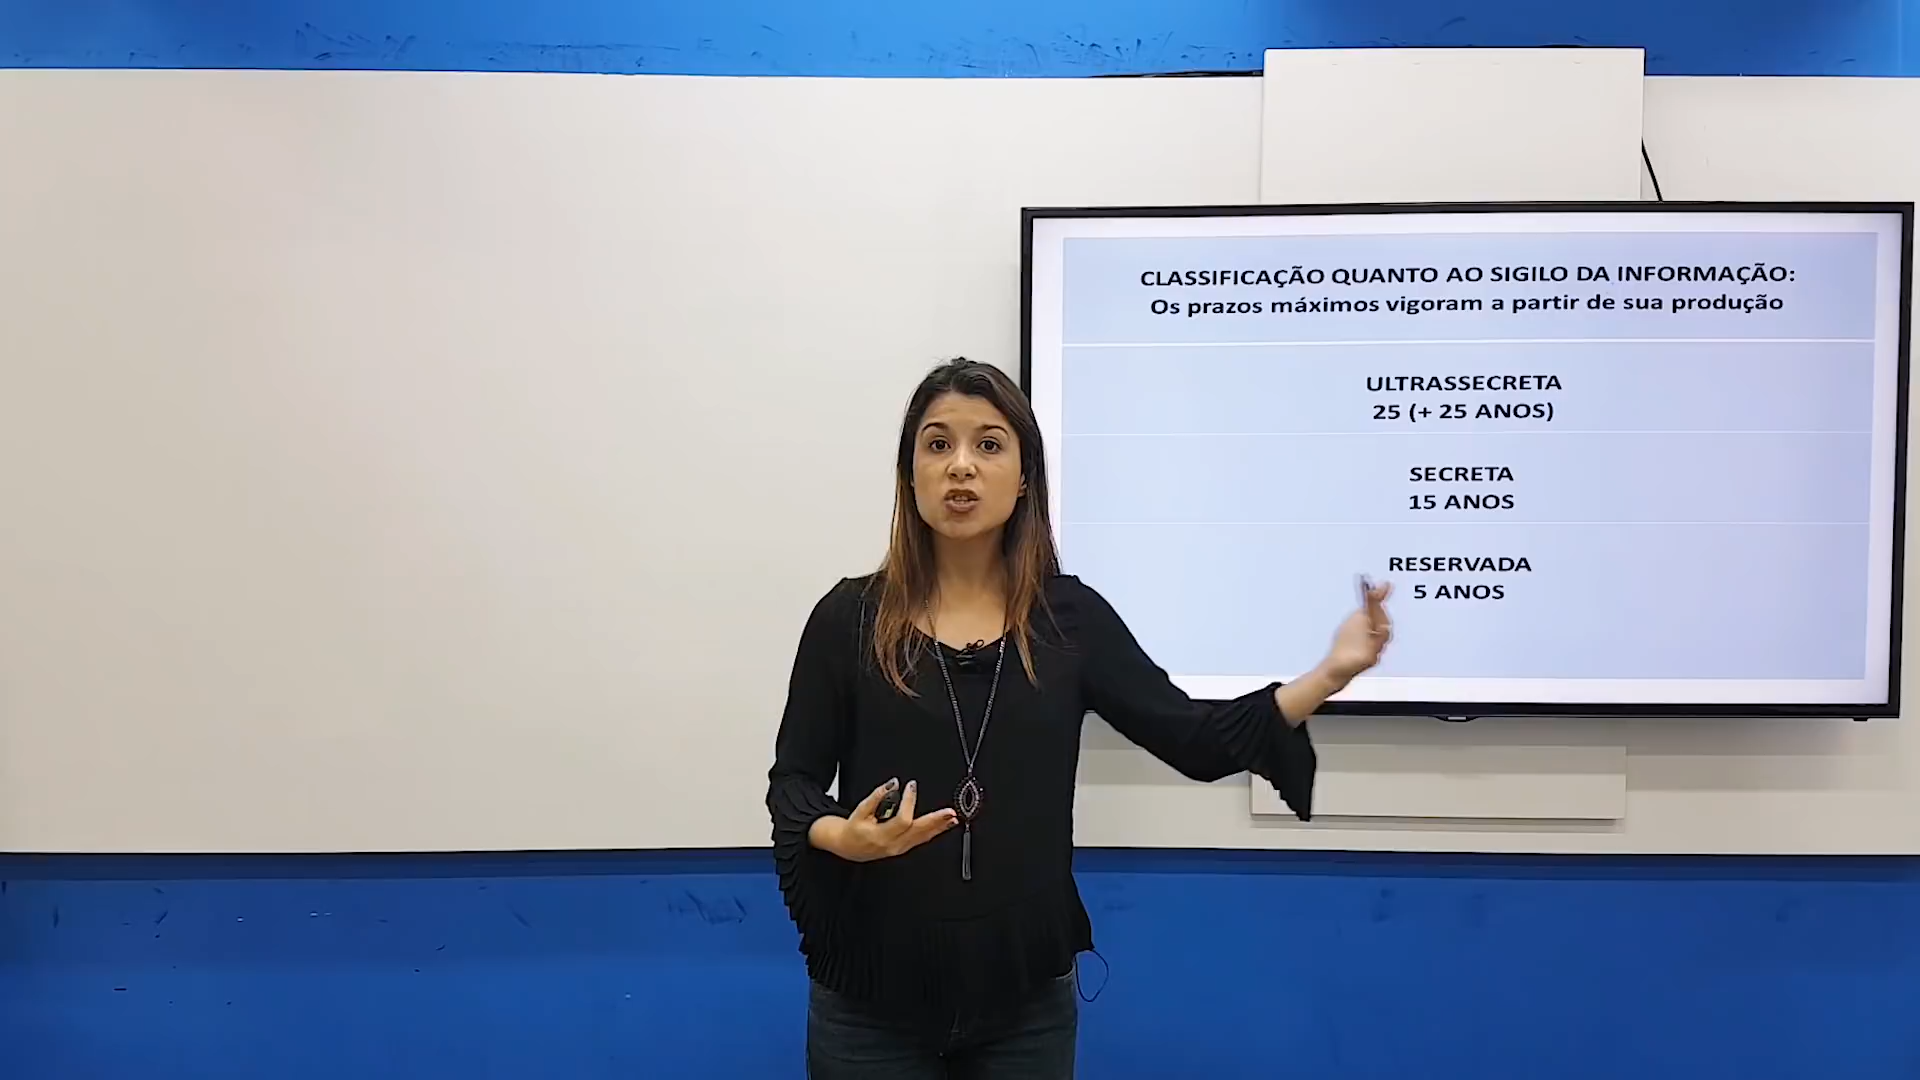 CLASSIFICAÇÃO QUANTO AO SIGILO DA INFORMAÇÃO:
Os prazos máximos vigoram a partir de sua produção
ULTRASSECRETA
25 (+ 25 ANOS)
SECRETA
15 ANOS
RESERVADA
5 ANOS